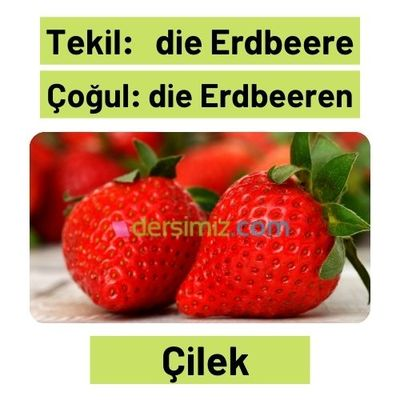 Tekil: die Erdbeere
Çoğul: die Erdbeeren
dersimiz.com
Çilek